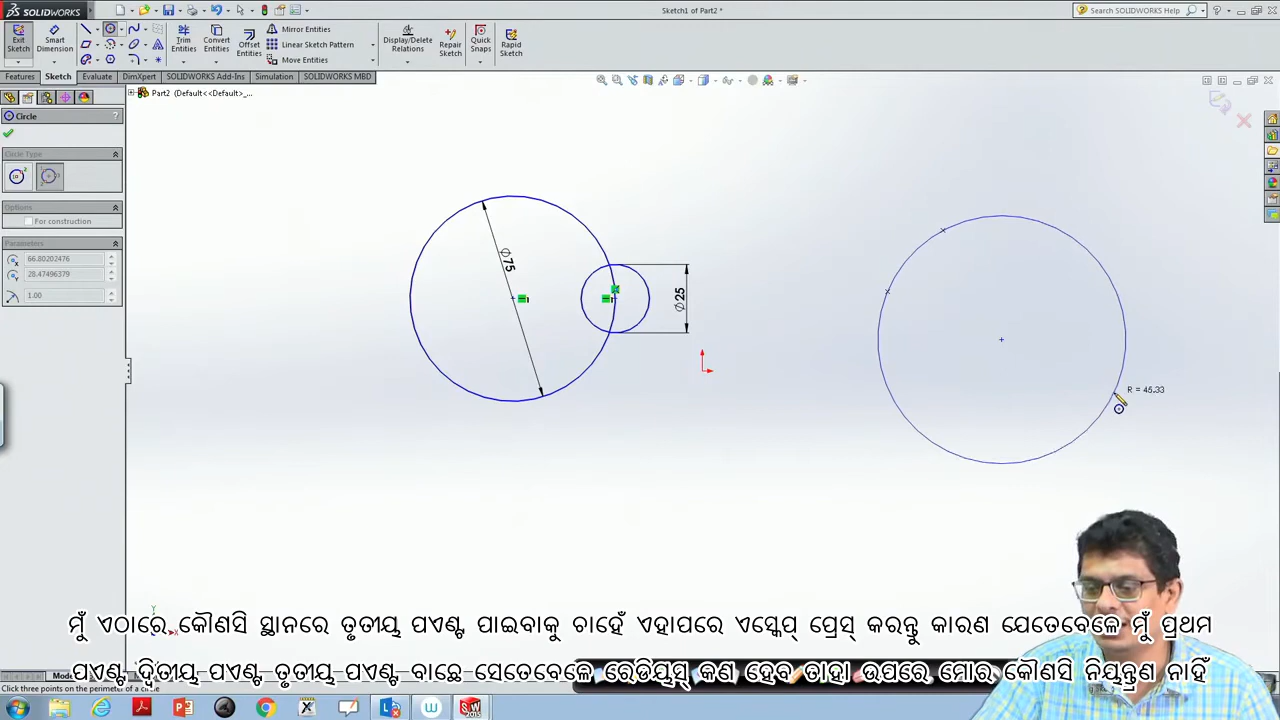 SOLIDWORKS
Sketch1 of Part2 *
Search SOLIDWORKS Help
Exit Sketch
Smart Dimension
Trim Entities
Convert Entities
Offset Entities
Mirror Entities
Linear Sketch Pattern
Move Entities
Display/Delete Relations
Repair Sketch
Quick Snaps
Rapid Sketch
Features Sketch Evaluate DimXpert SOLIDWORKS Add-Ins Simulation SOLIDWORKS MBD
Part2 (Default<<Default>_...
Circle
Circle Type
Options
For construction
Parameters
66.80202476
28.47496379
1.00
∅75
∅25
R = 45.33
ମୁଁ ଏଠାରେ କୌଣସି ସ୍ଥାନରେ ତୃତୀୟ ପଏଣ୍ଟ ପାଇବାକୁ ଚାହେଁ ଏହାପରେ ଏସ୍କେପ୍ ପ୍ରେସ୍ କରନ୍ତୁ କାରଣ ଯେତେବେଳେ ମୁଁ ପ୍ରଥମ
ପଏଣ୍ଟ ଦ୍ୱିତୀୟ ପଏଣ୍ଟ ତୃତୀୟ ପଏଣ୍ଟ ବାଛେ ସେତେବେଳେ ରେଡିୟସ୍ କଣ ହେବ ତାହା ଉପରେ ମୋର କୌଣସି ନିୟନ୍ତ୍ରଣ ନାହିଁ
Click three points on the perimeter of a circle